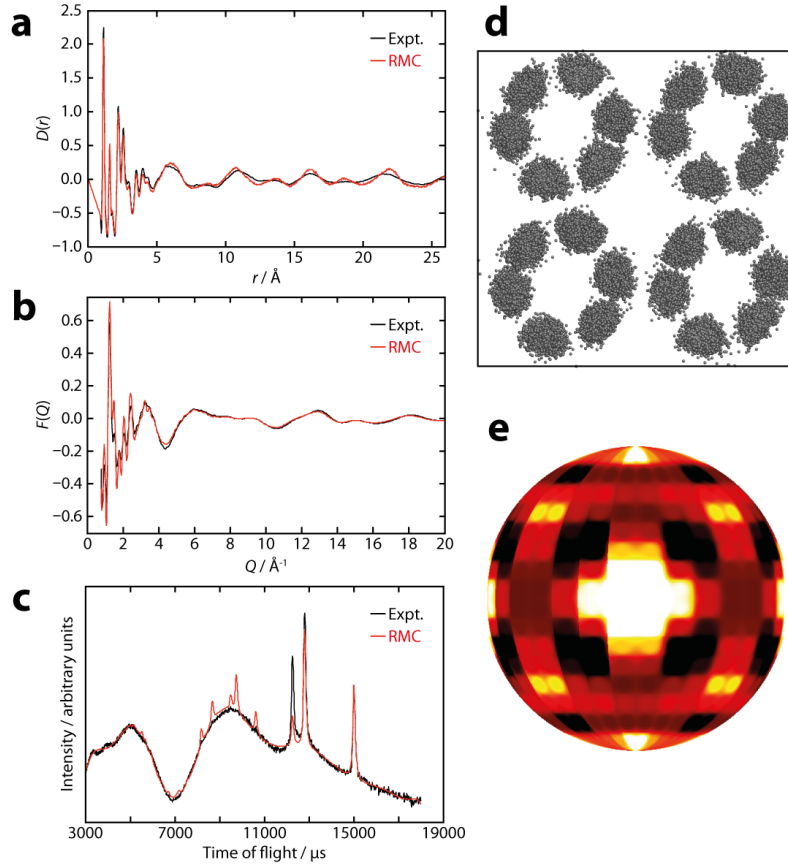 a
2.5
2.0
1.5
1.0
0.5
0.0
-0.5
-1.0
D(r)
Expt.
RMC
0 5 10 15 20 25
r / Å
b
0.6
0.4
0.2
0.0
-0.2
-0.4
-0.6
F(Q)
Expt.
RMC
0 2 4 6 8 10 12 14 16 18 20
Q / Å⁻¹
c
Intensity / arbitrary units
Expt.
RMC
3000 7000 11000 15000 19000
Time of flight / µs
d
e